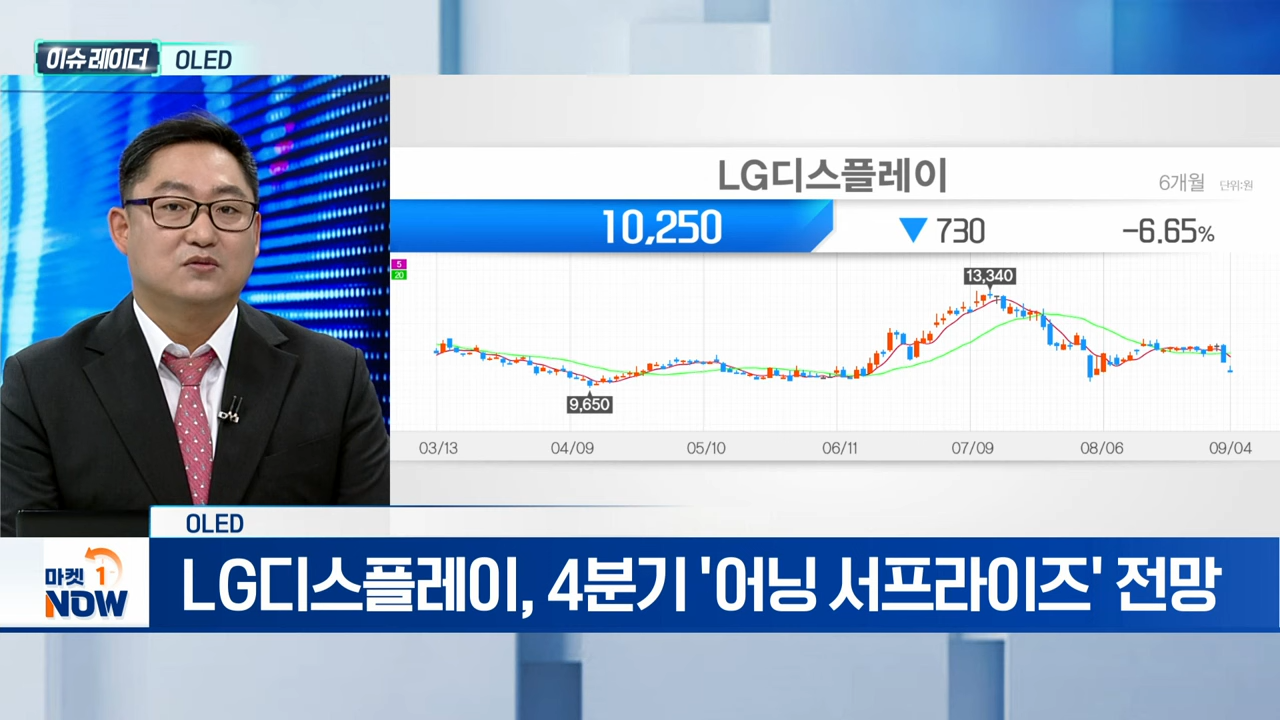 이슈레이더 OLED
LG디스플레이
6개월 단위:원
10,250 ▼ 730 -6.65%
5
20
13,340
9,650
03/13 04/09 05/10 06/11 07/09 08/06 09/04
OLED
마켓 1
NOW
LG디스플레이, 4분기 '어닝 서프라이즈' 전망